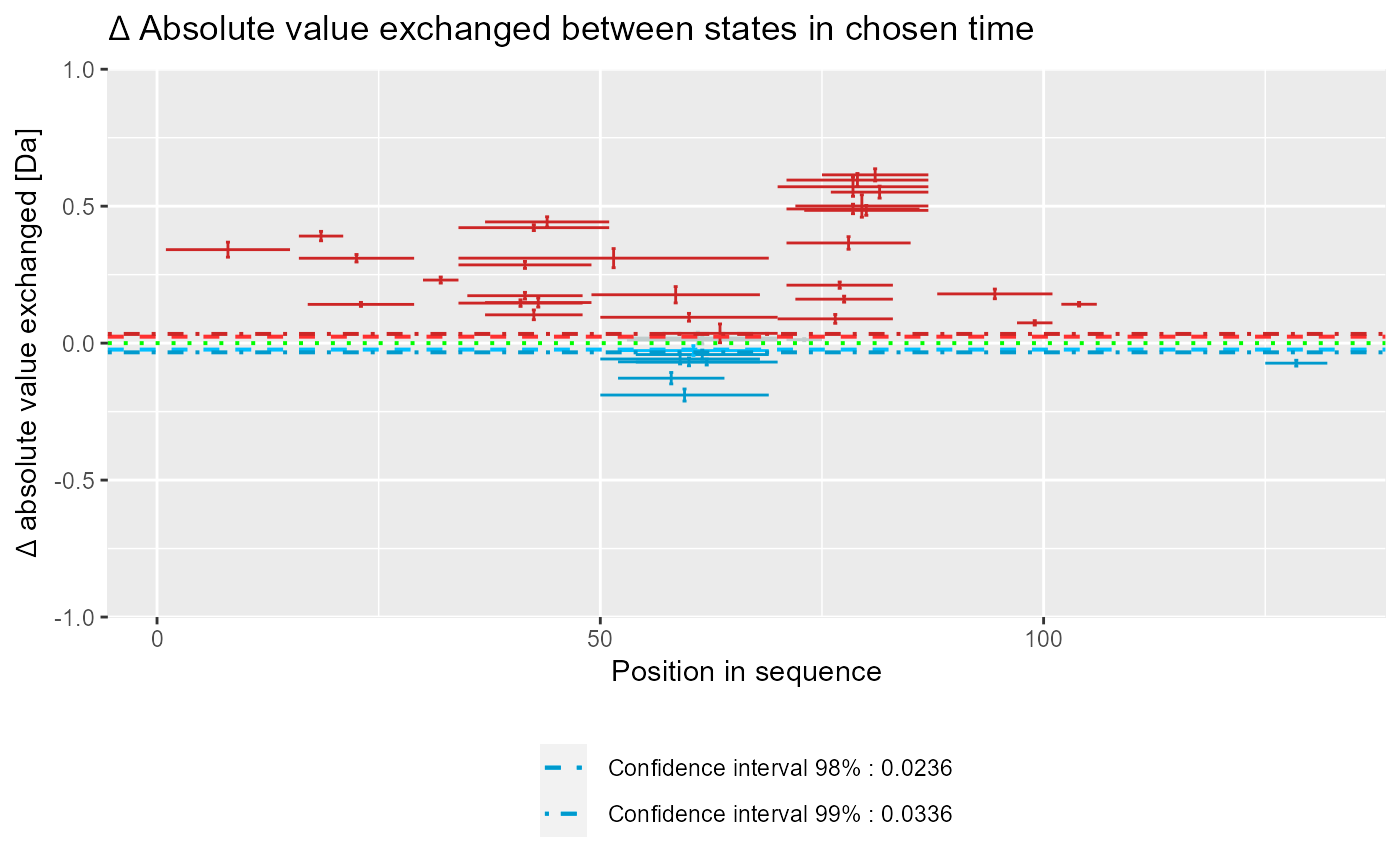 Δ Absolute value exchanged between states in chosen time
Δ absolute value exchanged [Da]
1.0
0.5
0.0
-0.5
-1.0
0
50
100
Position in sequence
Confidence interval 98% : 0.0236
Confidence interval 99% : 0.0336